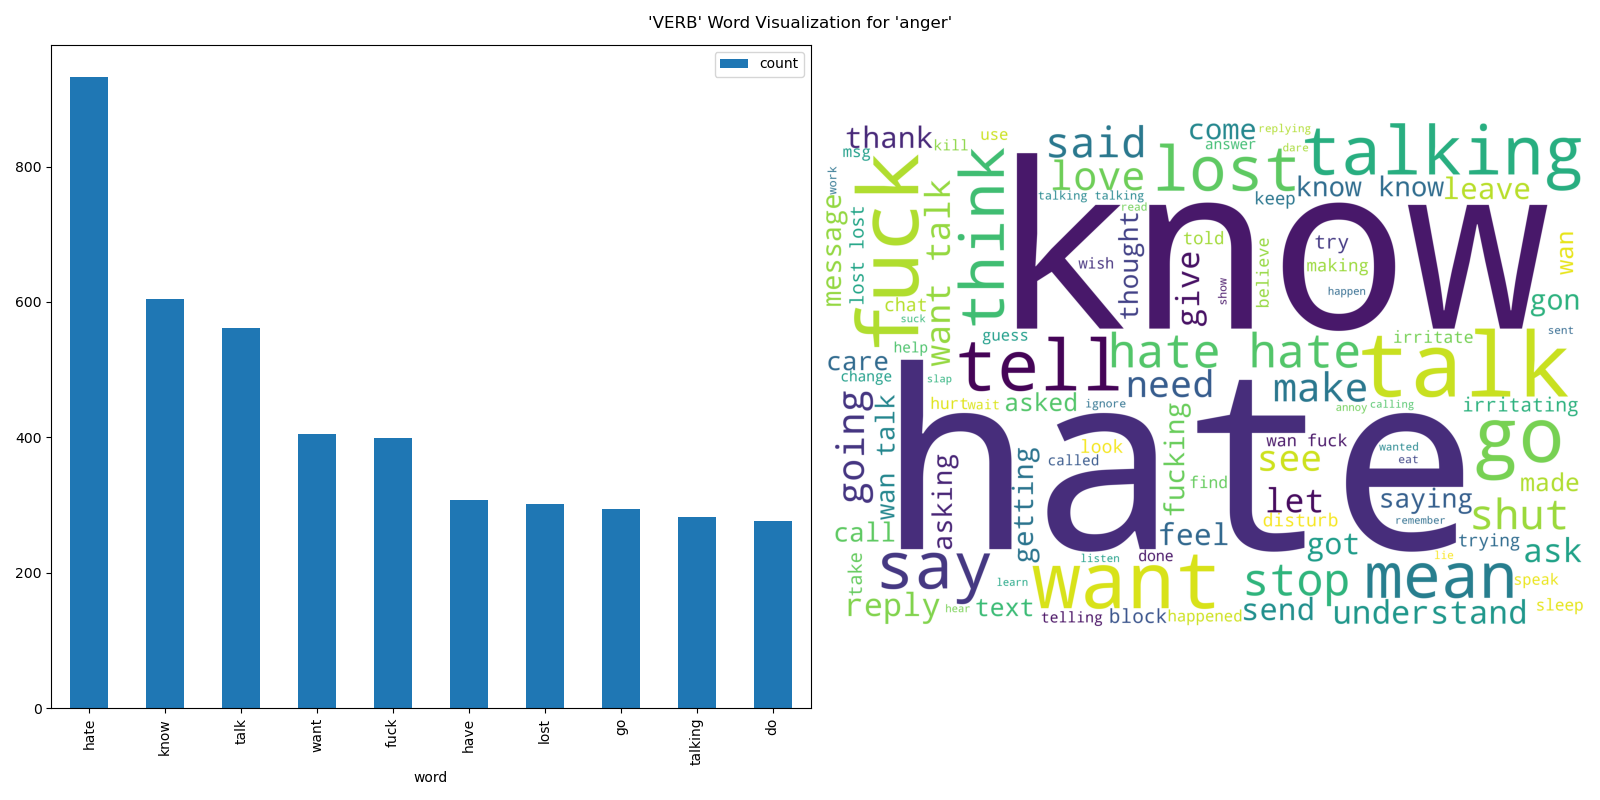 'VERB' Word Visualization for 'anger'
count
800
600
400
200
0
hate
know
talk
want
fuck
have
lost
go
talking
do
word
thank
kill
use
said
come
replying
answer
dare
talking
msg
work
fuck
think
love
lost
know know
leave
keep
talking talking
read
know
message
lost lost
want talk
wish
thought
told
give
show
believe
try
making
happen
wan
gon
chat
suck
guess
sent
help
care
change
slap
tell
hate hate
irritate
talk
need
make
hurt
wait
asked
ignore
annoy
calling
irritating
going
wan talk
hate
fucking
look
called
wan fuck
see
wanted
eat
go
asking
getting
find
let
saying
made
disturb
remember
shut
call
feel
got
trying
ask
take
say
listen
done
lie
learn
want
stop
mean
speak
reply
hear
text
telling
block
happened
send
understand
sleep